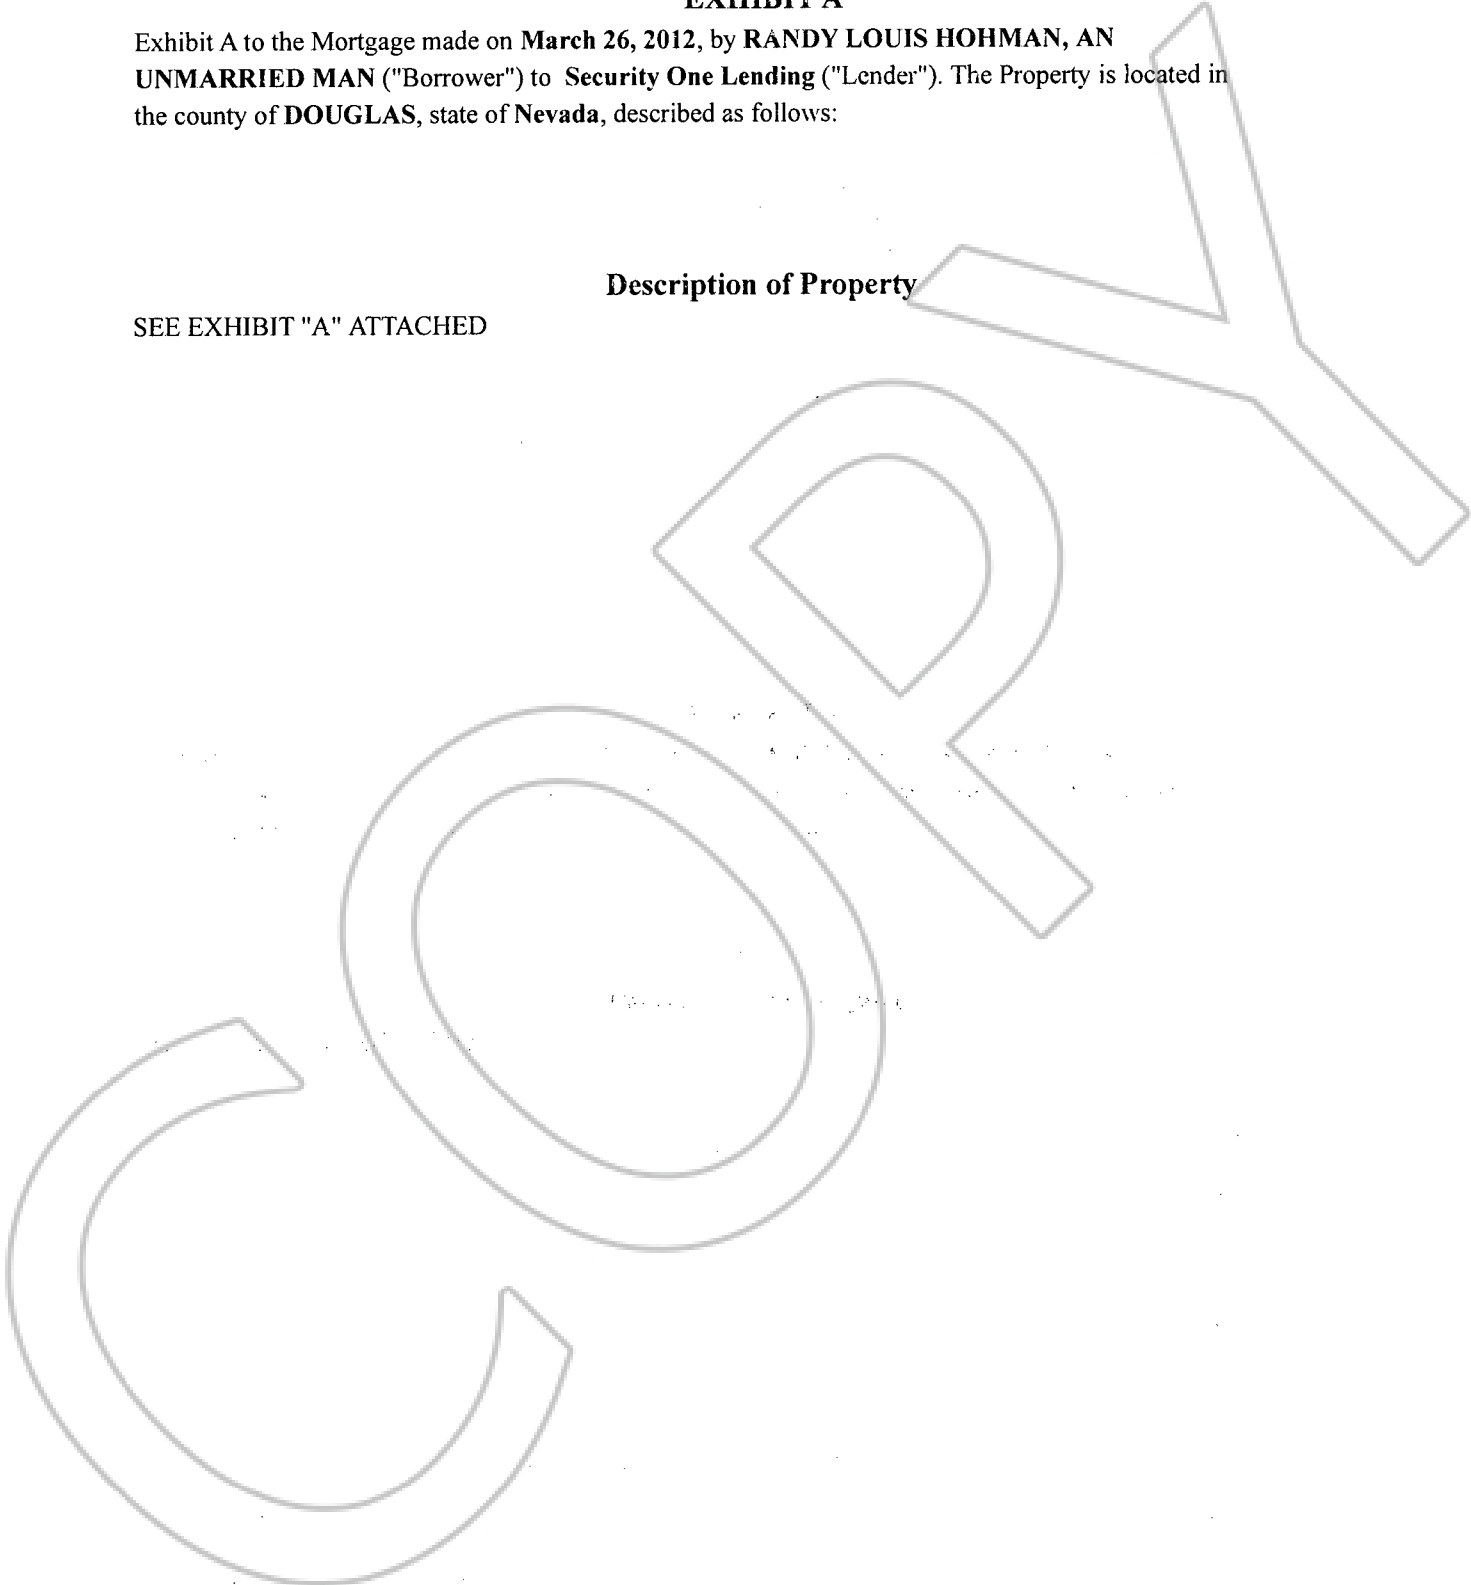 EXHIBIT A
Exhibit A to the Mortgage made on March 26, 2012, by RANDY LOUIS HOHMAN, AN
UNMARRIED MAN ("Borrower") to Security One Lending ("Lender"). The Property is located in
the county of DOUGLAS, state of Nevada, described as follows:
Description of Property
SEE EXHIBIT "A" ATTACHED
COPY